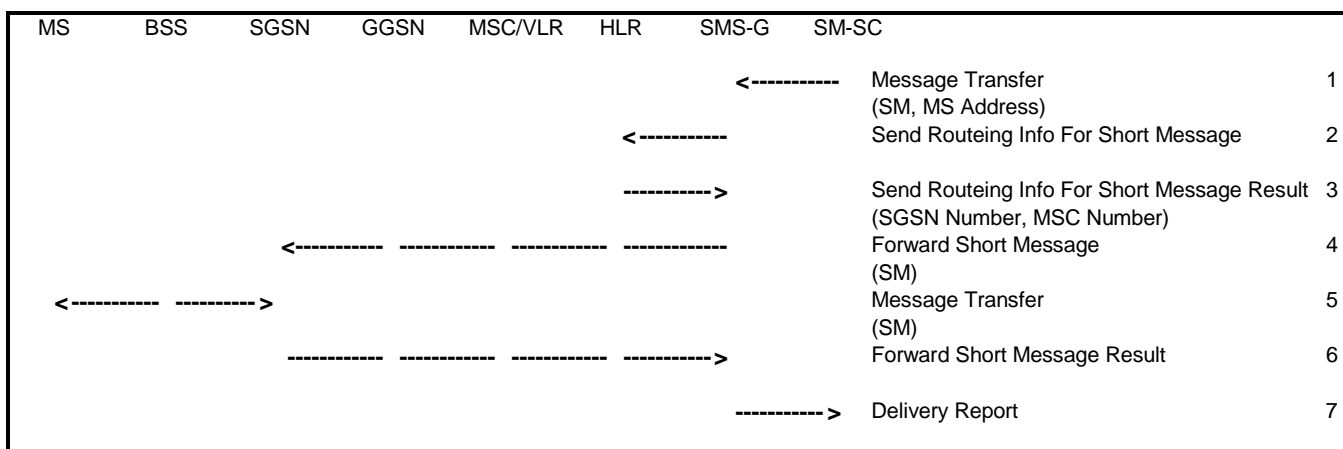 MS BSS SGSN GGSN MSC/VLR HLR SMS-G SM-SC
Message Transfer 1
(SM, MS Address)
Send Routeing Info For Short Message 2
Send Routeing Info For Short Message Result 3
(SGSN Number, MSC Number)
Forward Short Message 4
(SM)
Message Transfer 5
(SM)
Forward Short Message Result 6
Delivery Report 7